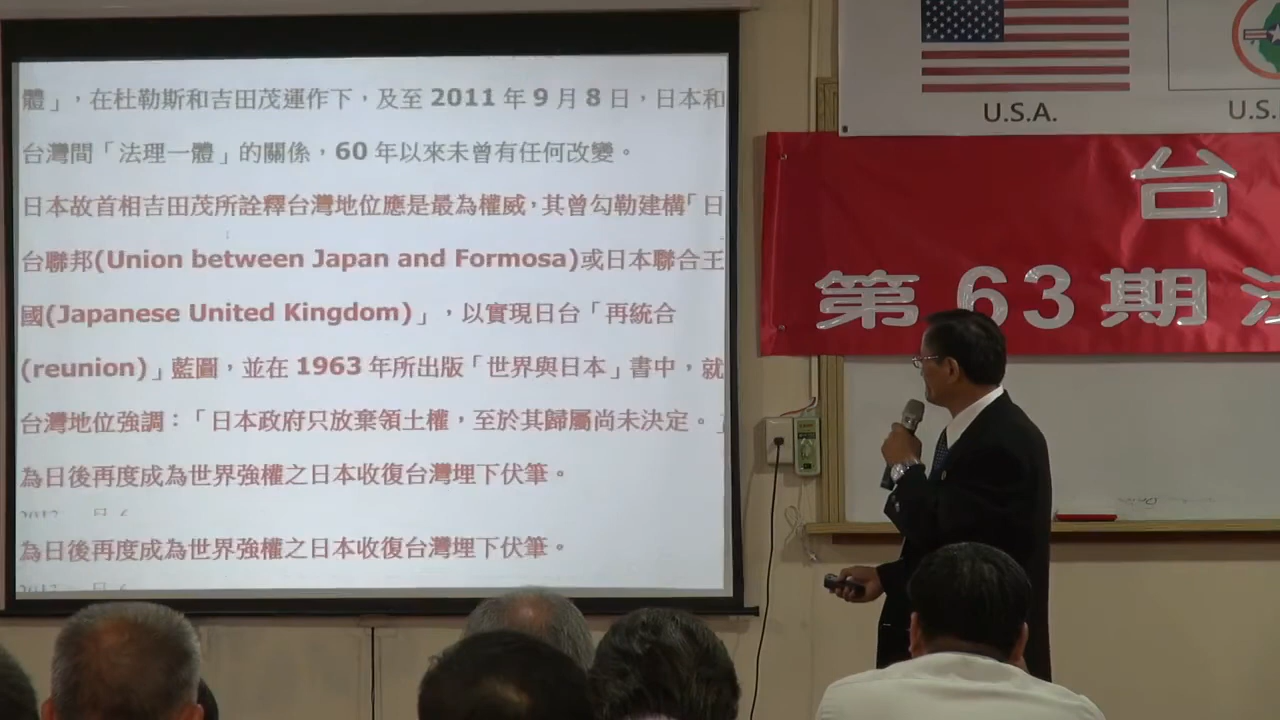 體」，在杜勒斯和吉田茂運作下，及至 2011 年 9 月 8 日，日本和
台灣間「法理一體」的關係，60 年以來未曾有任何改變。
日本故首相吉田茂所詮釋台灣地位應是最為權威，其曾勾勒建構「日
台聯邦(Union between Japan and Formosa)或日本聯合王
國(Japanese United Kingdom)」，以實現日台「再統合
(reunion)」藍圖，並在 1963 年所出版「世界與日本」書中，就
台灣地位強調：「日本政府只放棄領土權，至於其歸屬尚未決定。」
為日後再度成為世界強權之日本收復台灣埋下伏筆。
為日後再度成為世界強權之日本收復台灣埋下伏筆。
U.S.A.
U.S.
台
第 63 期